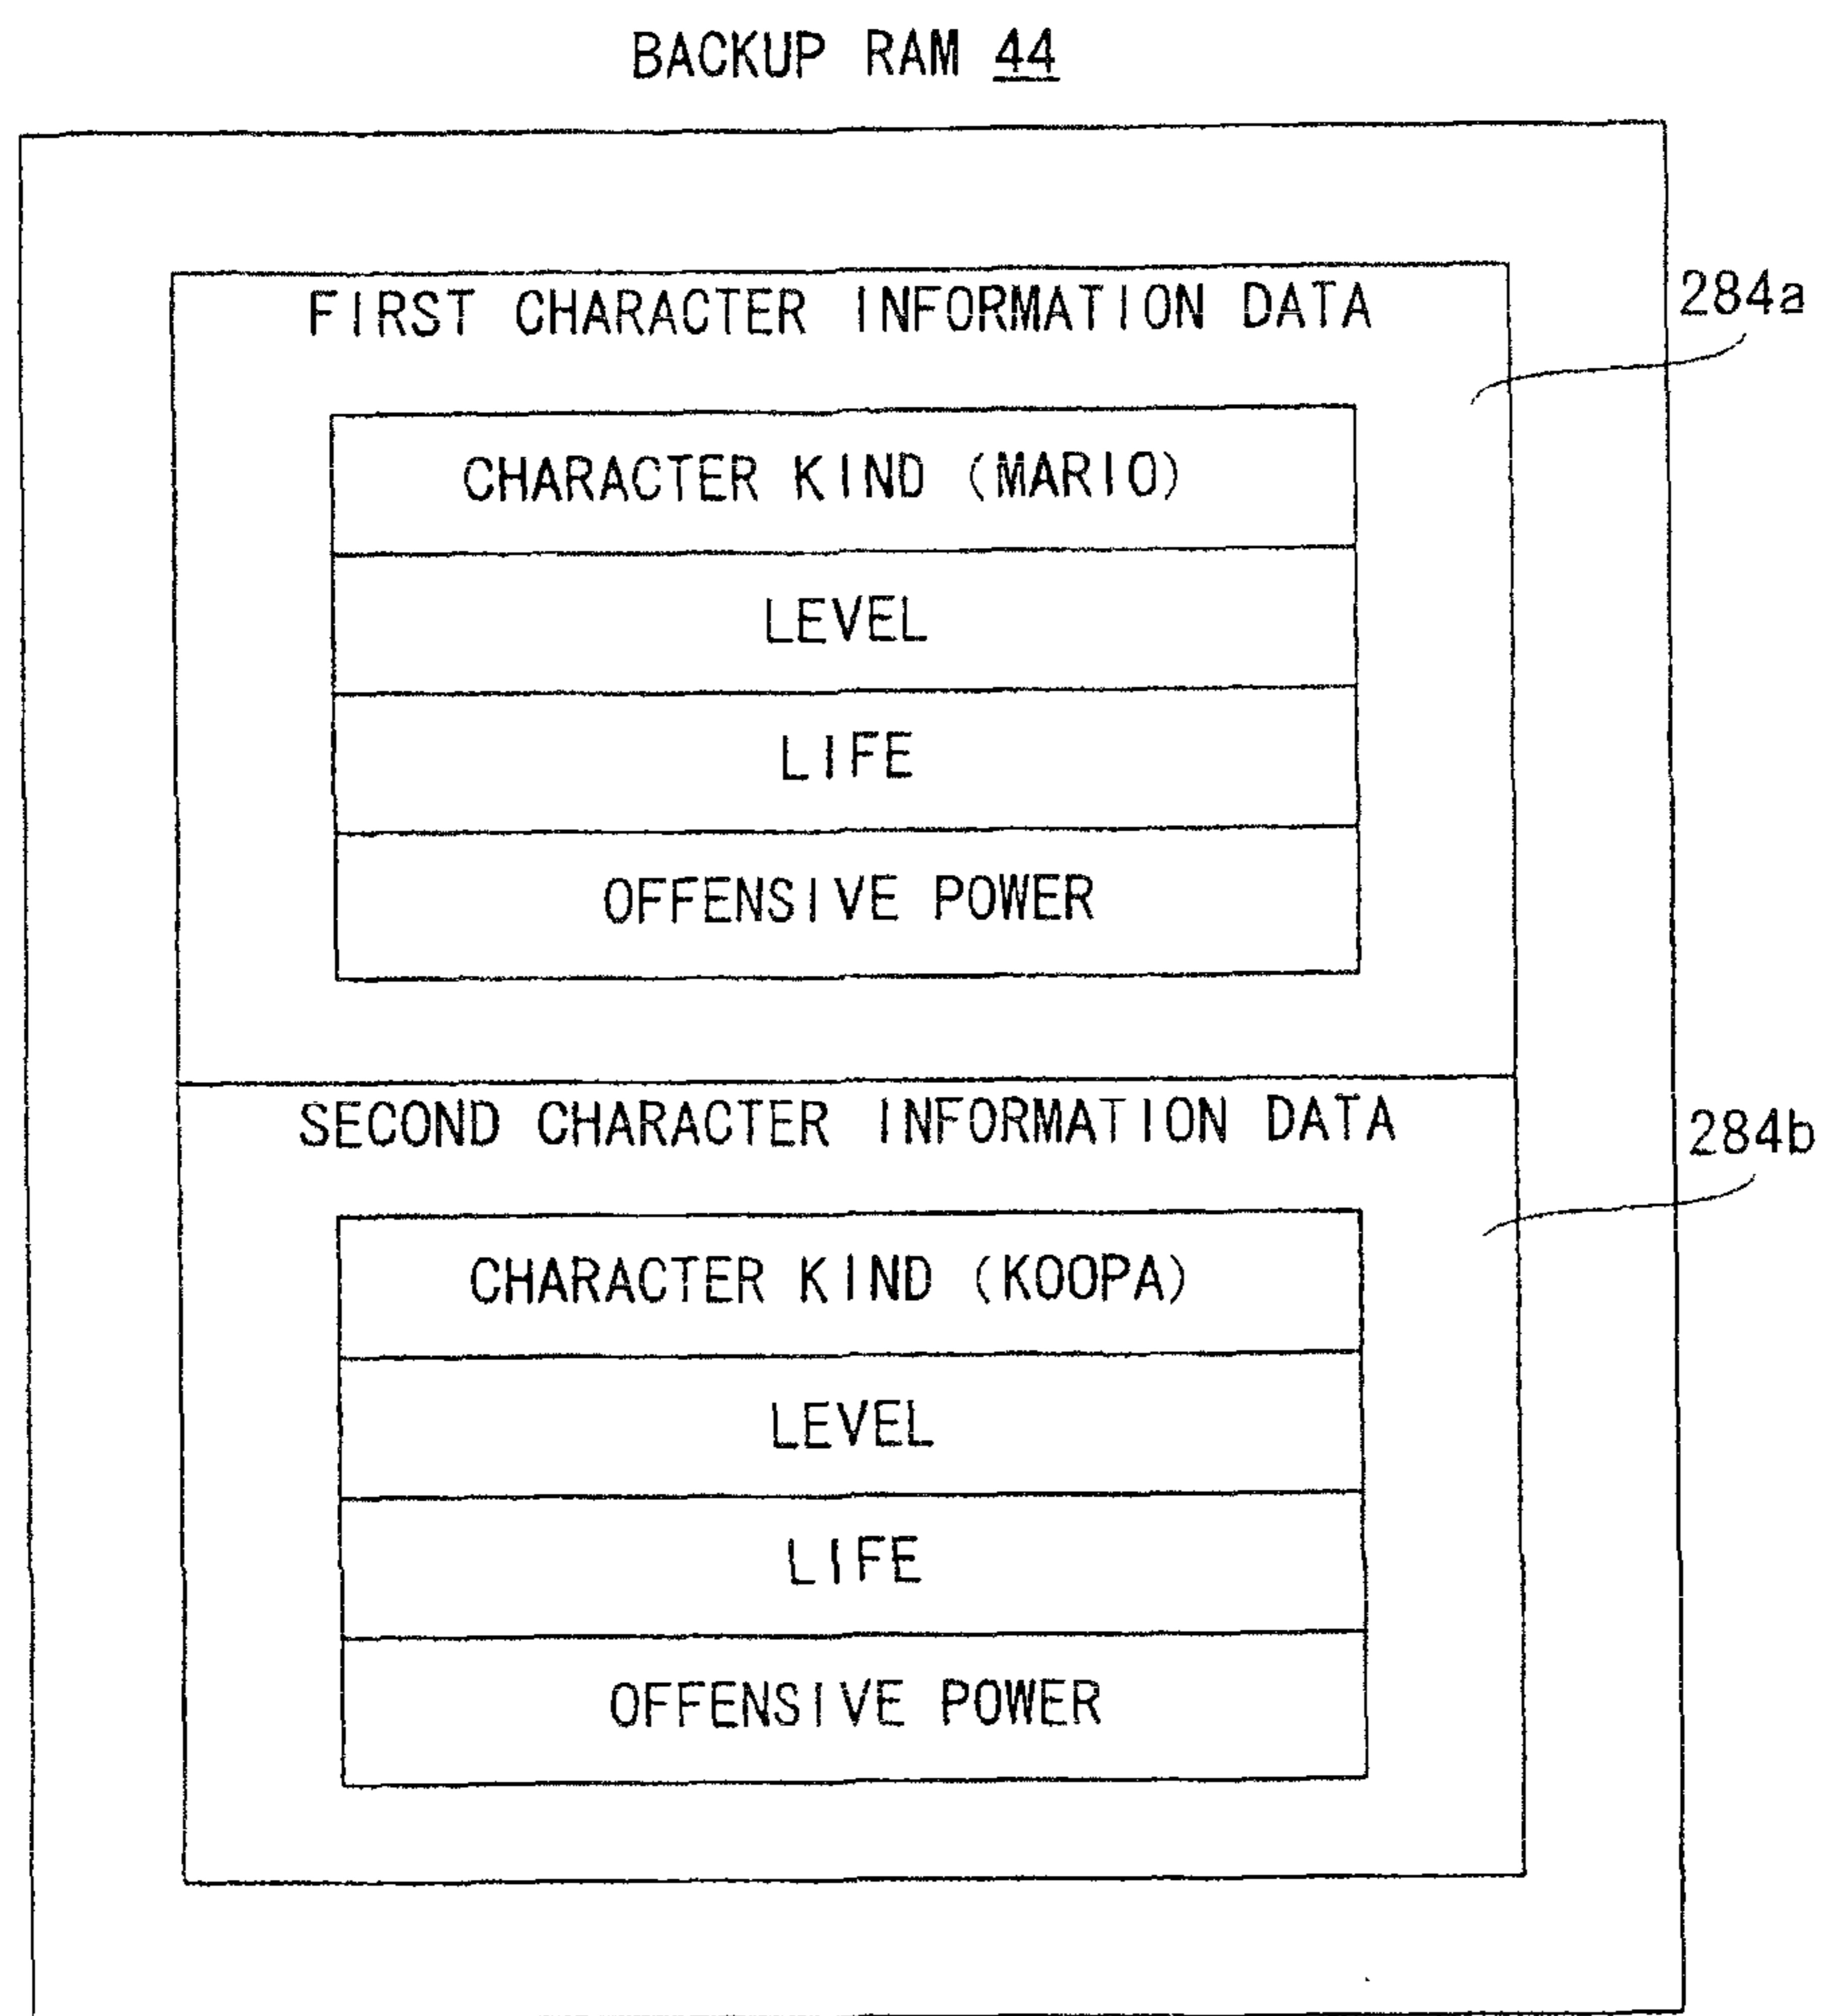 BACKUP RAM 44
FIRST CHARACTER INFORMATION DATA
284a
CHARACTER KIND (MARIO)
LEVEL
LIFE
OFFENSIVE POWER
SECOND CHARACTER INFORMATION DATA
284b
CHARACTER KIND (KOOPA)
LEVEL
LIFE
OFFENSIVE POWER